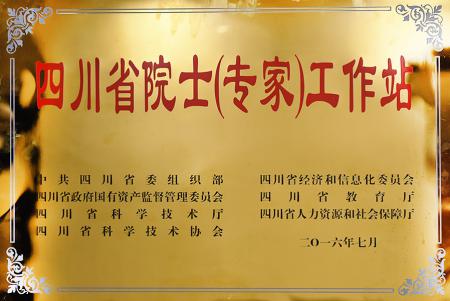 四川省院士(专家)工作站
中共四川省委组织部
四川省政府国有资产监督管理委员会
四川省科学技术厅
四川省科学技术协会
四川省经济和信息化委员会
四川省教育厅
四川省人力资源和社会保障厅
二〇一六年七月